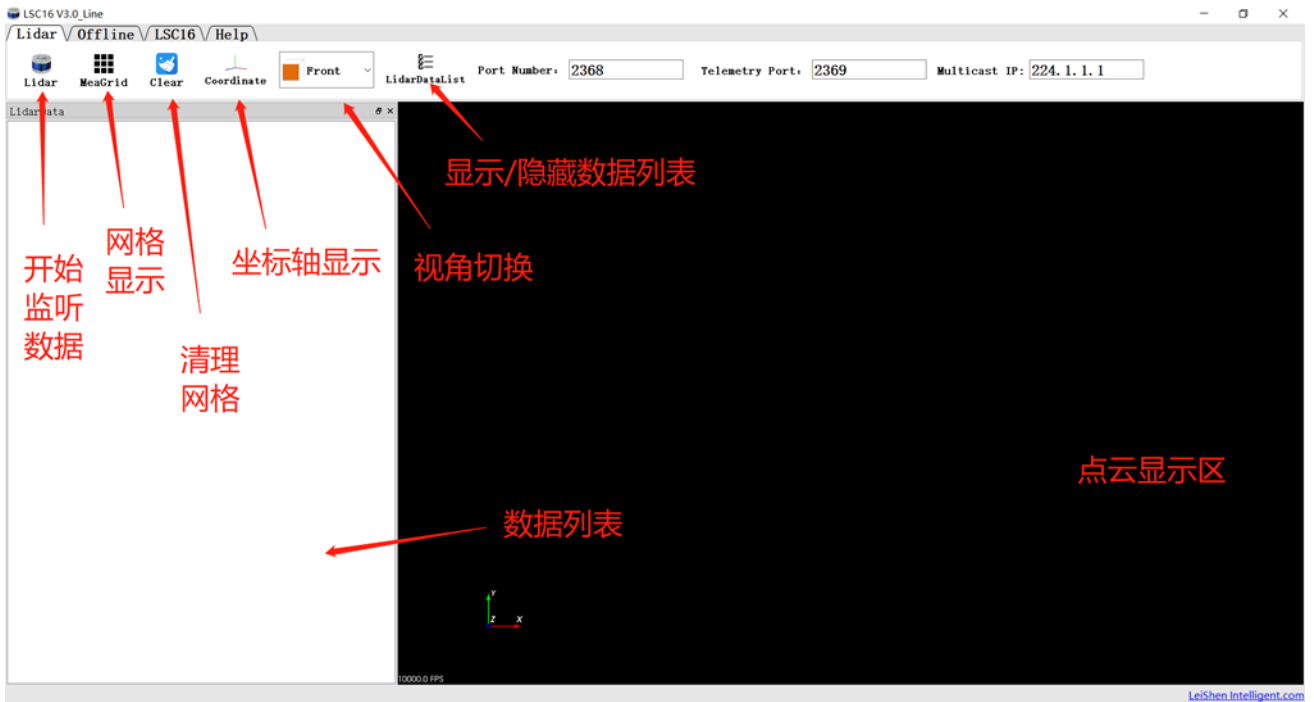 LSC16 V3.0_Line
Lidar Offline LSC16 Help
Lidar MeaGrid Clear Coordinate Front LidarDataList Port Number: 2368 Telemetry Port: 2369 Multicast IP: 224.1.1.1
LidarData
显示/隐藏数据列表
开始
监听
数据
网格
显示
坐标轴显示
视角切换
清理
网格
点云显示区
数据列表
Y
Z X
10000.0 FPS
LeiShen Intelligent.com